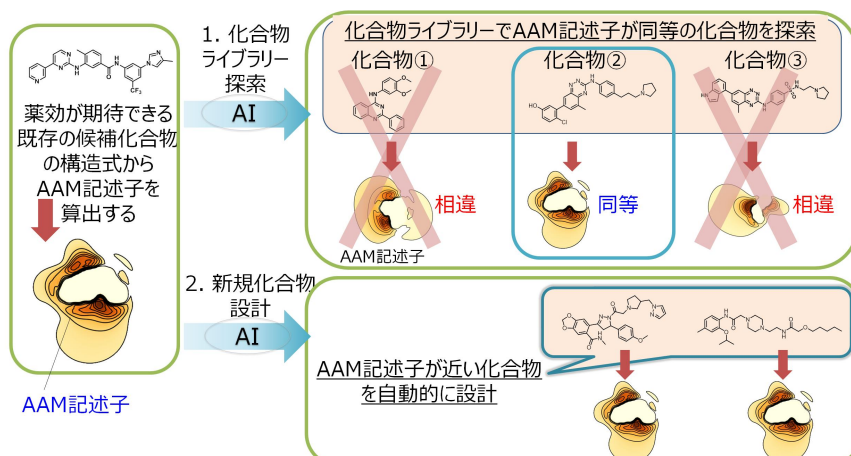 薬効が期待できる
既存の候補化合物
の構造式から
AAM記述子を
算出する
AAM記述子
1. 化合物
ライブラリー
探索
AI
化合物ライブラリーでAAM記述子が同等の化合物を探索
化合物①
化合物②
化合物③
相違
同等
相違
AAM記述子
2. 新規化合物
設計
AI
AAM記述子が近い化合物
を自動的に設計